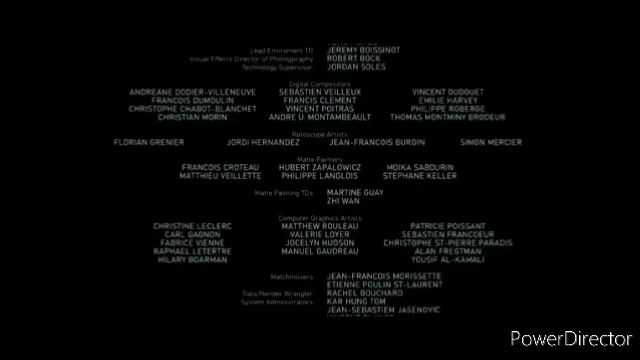 Lead Enviroment TD JEREMY BOISSINOT
Visual Effects Director of Photography ROBERT BOCK
Technology Supervisor JORDAN SOLES
Digital Compositors
ANDREANE DODIER-VILLENEUVE SEBASTIEN VEILLEUX VINCENT DUDOUET
FRANCOIS DUMOULIN FRANCIS CLEMENT EMILIE HARVEY
CHRISTOPHE CHABOT-BLANCHET VINCENT POITRAS PHILIPPE ROBERGE
CHRISTIAN MORIN ANDRE U. MONTAMBEAULT THOMAS MONTMINY BRODEUR
Rotoscope Artists
FLORIAN GRENIER JORDI HERNANDEZ JEAN-FRANCOIS BURDIN SIMON MERCIER
Matte Painters
FRANCOIS CROTEAU HUBERT ZAPALOWICZ MOIKA SABOURIN
MATTHIEU VEILLETTE PHILIPPE LANGLOIS STEPHANE KELLER
Matte Painting TDs MARTINE GUAY
ZHI WAN
Computer Graphics Artists
CHRISTINE LECLERC MATTHEW ROULEAU PATRICIE POISSANT
CARL GAGNON VALERIE LOYER SEBASTIEN FRANCOEUR
FABRICE VIENNE JOCELYN HUDSON CHRISTOPHE ST-PIERRE PARADIS
RAPHAEL LETERTRE MANUEL GAUDREAU ALAN FREGTMAN
HILARY BOARMAN YOUSIF AL-KAMALI
Matchmovers JEAN-FRANCOIS MORISSETTE
ETIENNE POULIN ST-LAURENT
Data/Render Wrangler RACHEL BOUCHARD
System Administrators KAR HUNG TOM
JEAN-SEBASTIEN JASENOVIC
PowerDirector